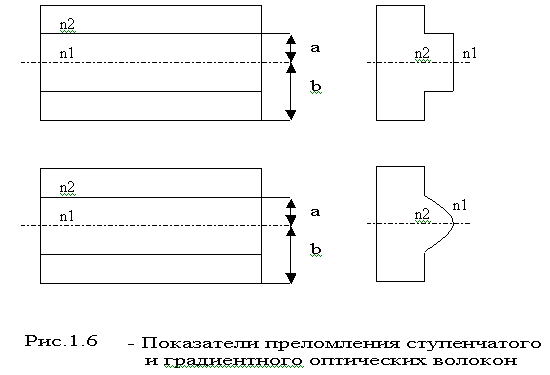 n2
n1
a
b
n2
n1
n2
n1
a
b
n2
n1
Рис.1.6 - Показатели преломления ступенчатого
и градиентного оптических волокон